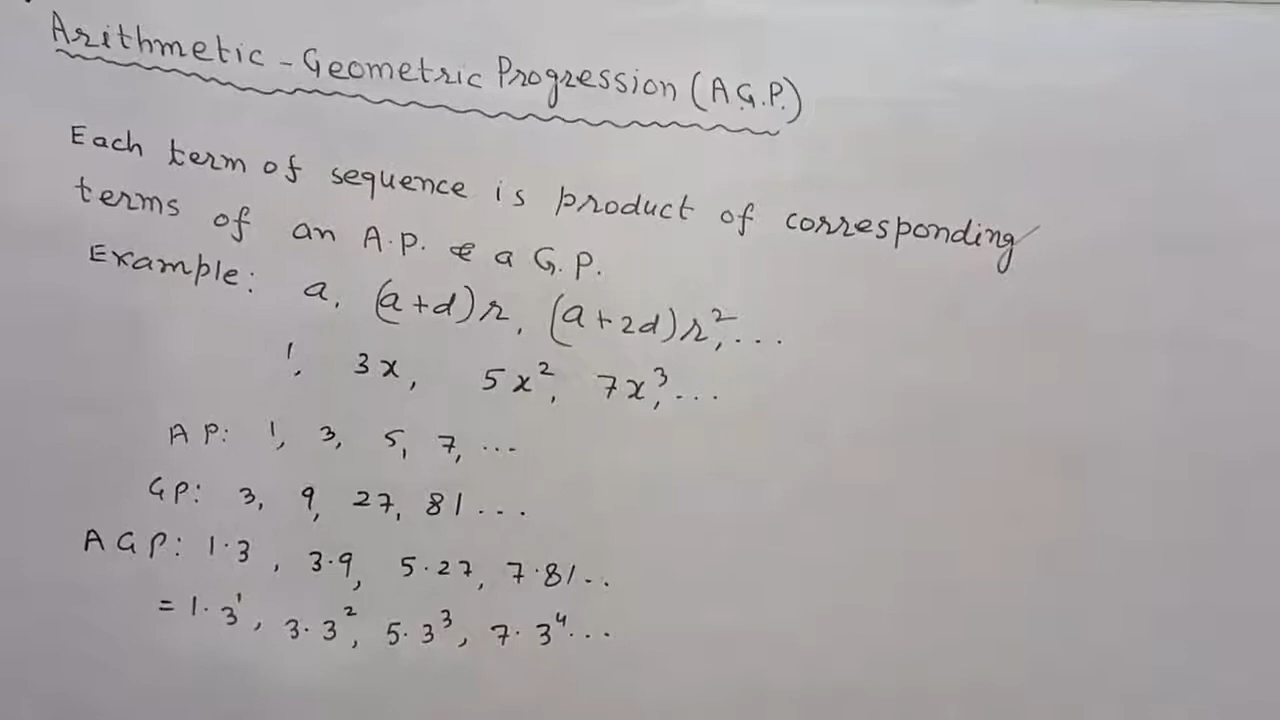 Arithmetic - Geometric Progression (A.G.P.)
Each term of sequence is product of corresponding
terms of an A.P. & a G.P.
Example: a, (a+d)r, (a+2d)r², ...
1, 3x, 5x², 7x³, ...
AP: 1, 3, 5, 7, ...
GP: 3, 9, 27, 81 ...
AGP: 1·3, 3·9, 5·27, 7·81..
= 1·3¹, 3·3², 5·3³, 7·3⁴...